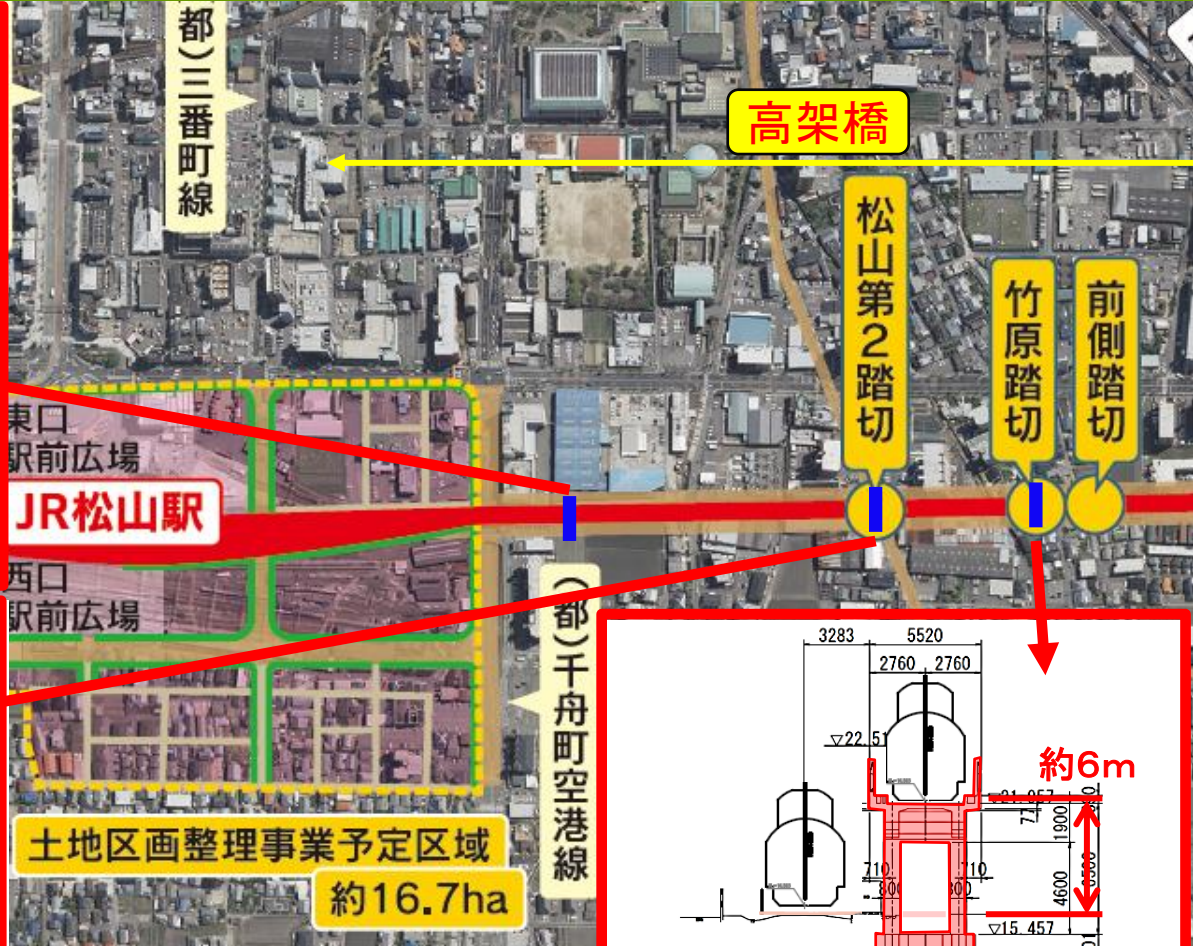 都)三番町線
高架橋
松山第2踏切
竹原踏切
前側踏切
東口
駅前広場
JR松山駅
西口
駅前広場
(都)千舟町空港線
土地区画整理事業予定区域
約16.7ha
3283
5520
2760
2760
▽22.51
約6m
1900
4600
▽15.457